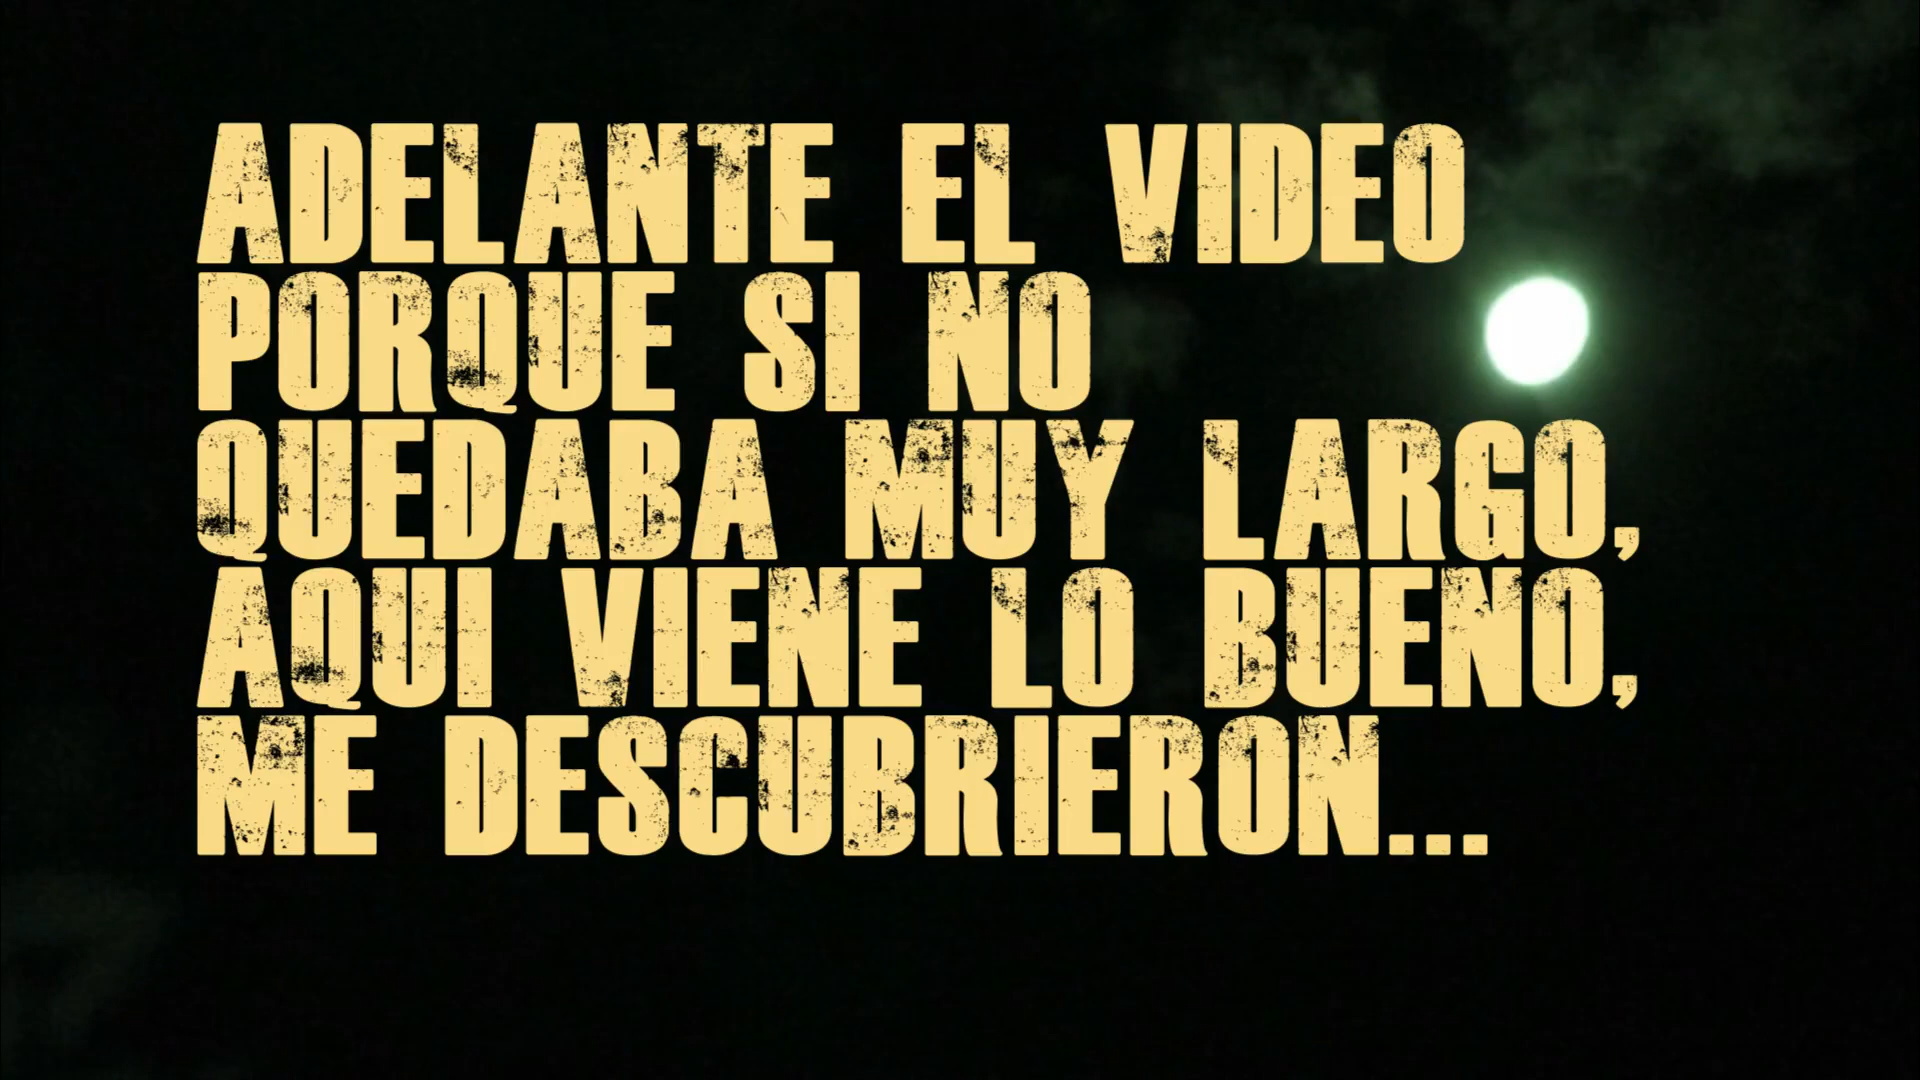 ADELANTE EL VIDEO
PORQUE SI NO
QUEDABA MUY LARGO,
AQUI VIENE LO BUENO,
ME DESCUBRIERON...